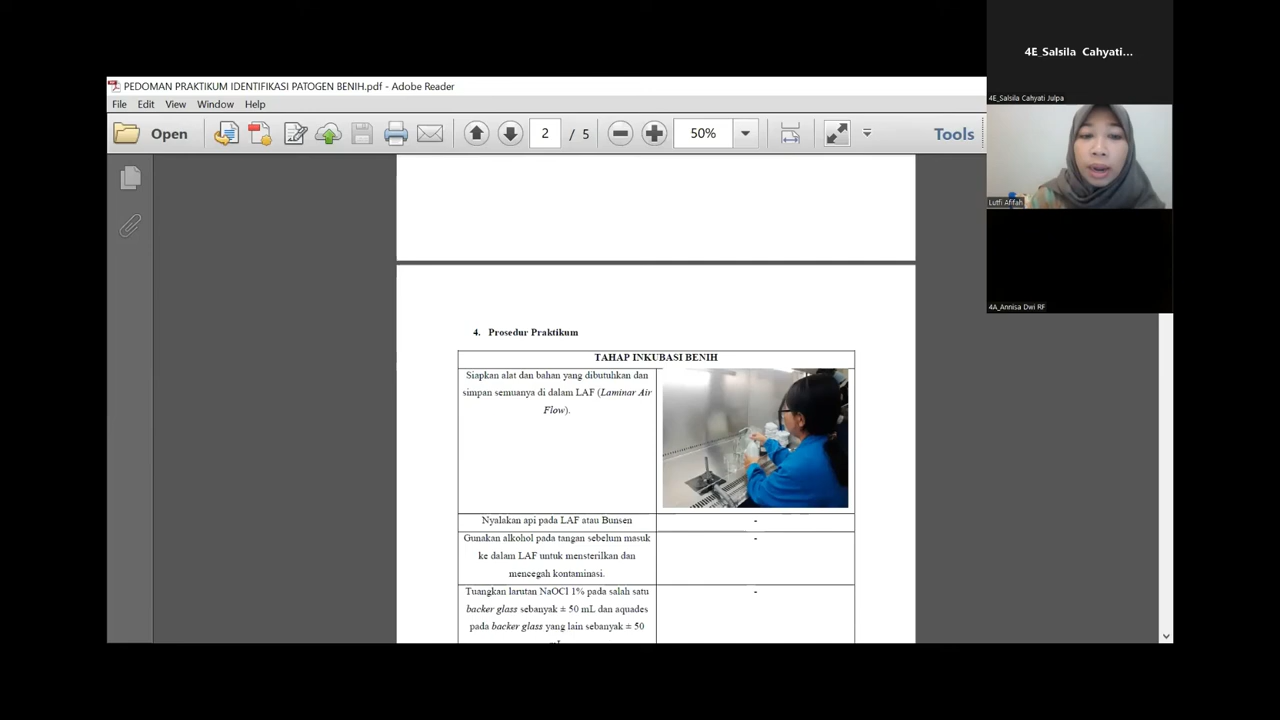 4E_Salsila Cahyati...
PEDOMAN PRAKTIKUM IDENTIFIKASI PATOGEN BENIH.pdf - Adobe Reader
4E_Salsila Cahyati Julpa
File Edit View Window Help
Open
2 / 5
50%
Tools
Lutfi Afifah
4A_Annisa Dwi RF
4. Prosedur Praktikum
TAHAP INKUBASI BENIH
Siapkan alat dan bahan yang dibutuhkan dan
simpan semuanya di dalam LAF (Laminar Air
Flow).
Nyalakan api pada LAF atau Bunsen
-
Gunakan alkohol pada tangan sebelum masuk
ke dalam LAF untuk mensterilkan dan
mencegah kontaminasi.
-
Tuangkan larutan NaOCl 1% pada salah satu
backer glass sebanyak ± 50 mL dan aquades
pada backer glass yang lain sebanyak ± 50
-